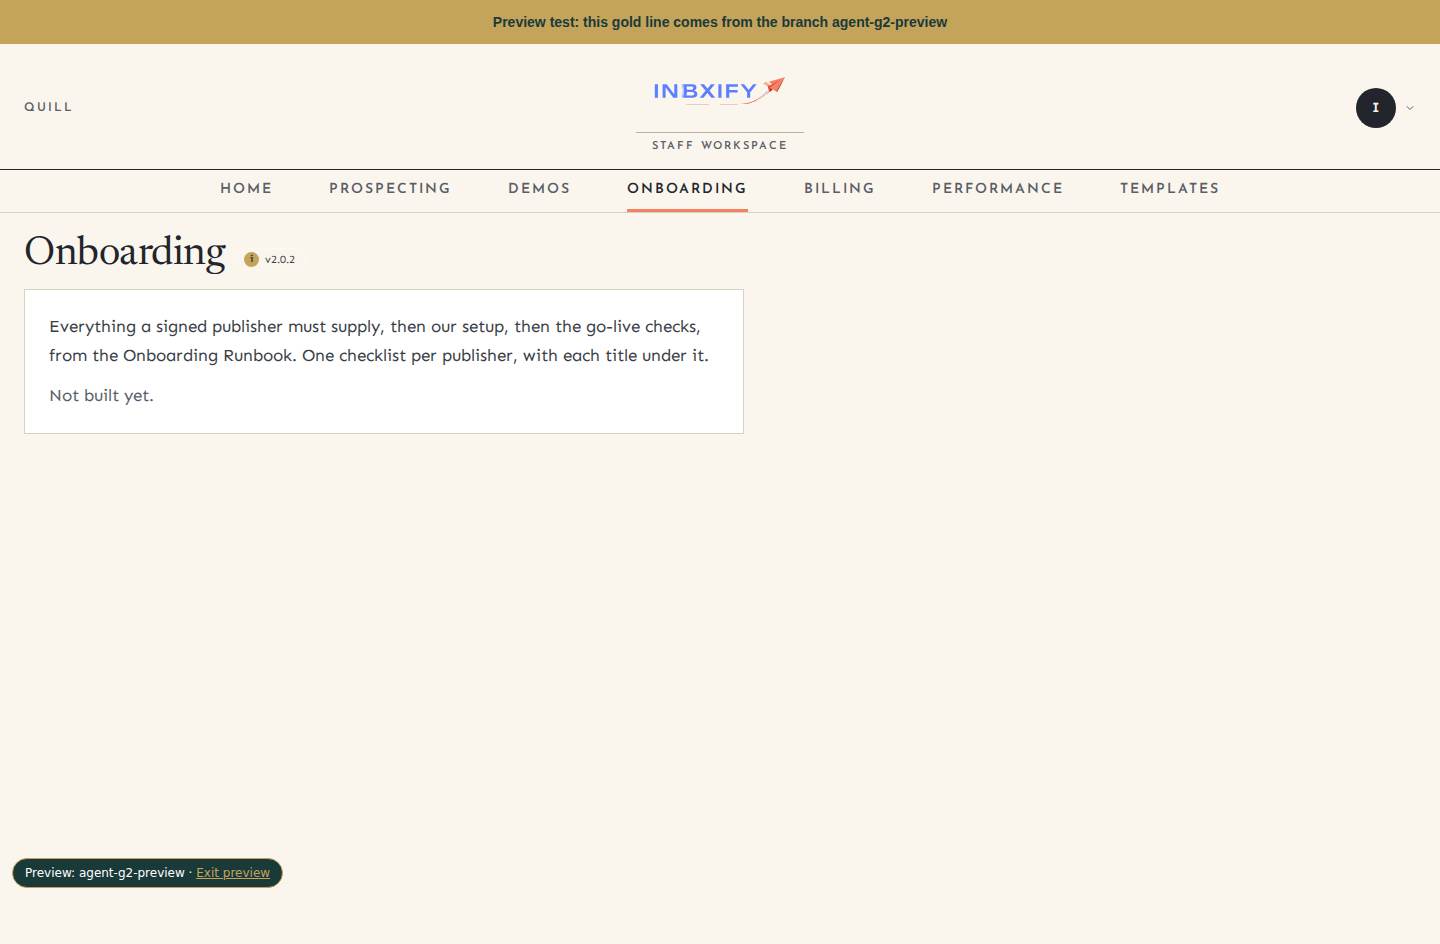 Preview test: this gold line comes from the branch agent-g2-preview
QUILL
INBXIFY
STAFF WORKSPACE
I
HOME PROSPECTING DEMOS ONBOARDING BILLING PERFORMANCE TEMPLATES
Onboarding i v2.0.2
Everything a signed publisher must supply, then our setup, then the go-live checks,
from the Onboarding Runbook. One checklist per publisher, with each title under it.
Not built yet.
Preview: agent-g2-preview · Exit preview